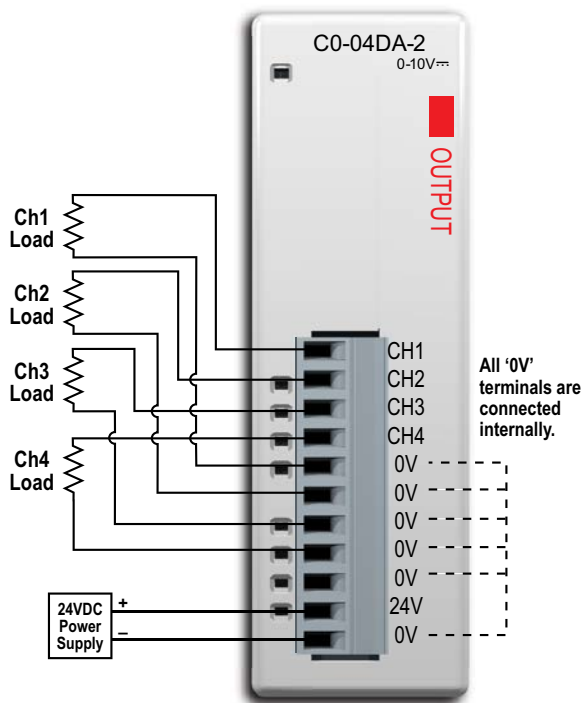 C0-04DA-2
0-10V⎓
OUTPUT
Ch1
Load
Ch2
Load
Ch3
Load
Ch4
Load
CH1
CH2
CH3
CH4
0V
0V
0V
0V
0V
24V
0V
All ‘0V’
terminals are
connected
internally.
24VDC
Power
Supply
+
–